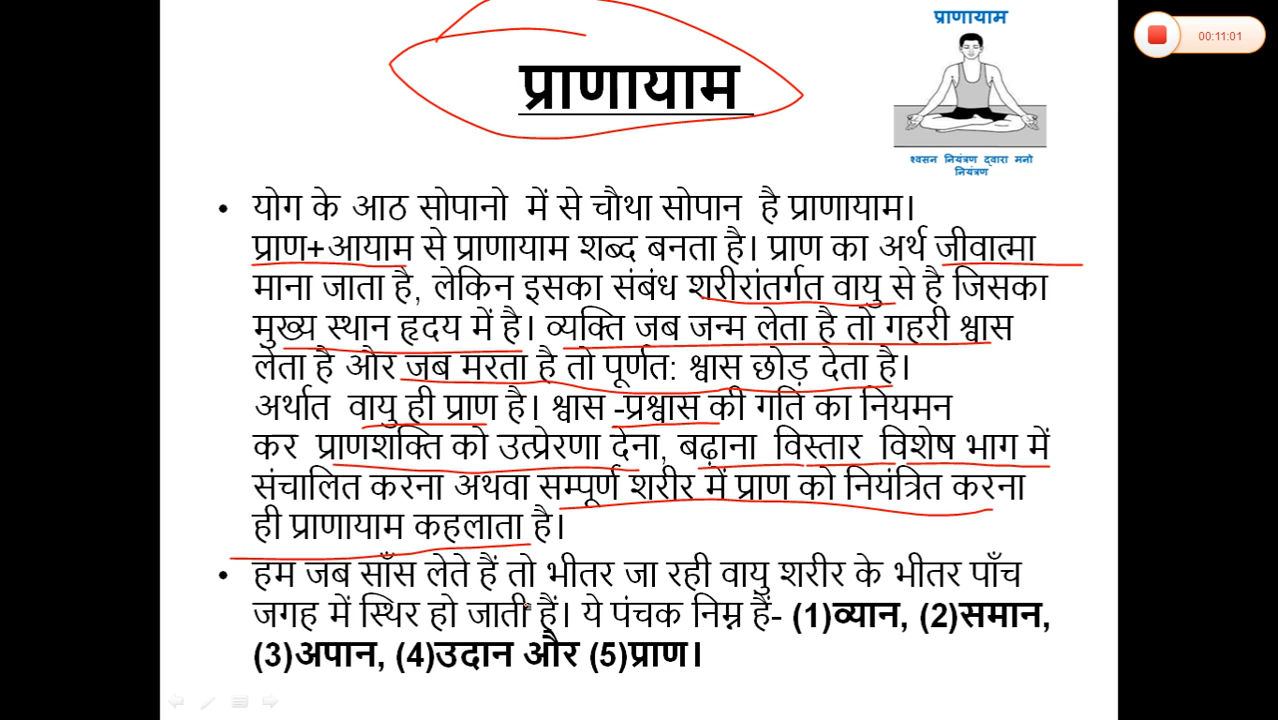 प्राणायाम
00:11:01
प्राणायाम
श्वसन नियंत्रण द्वारा मनो
नियंत्रण
• योग के आठ सोपानो में से चौथा सोपान है प्राणायाम।
प्राण+आयाम से प्राणायाम शब्द बनता है। प्राण का अर्थ जीवात्मा
माना जाता है, लेकिन इसका संबंध शरीरांतर्गत वायु से है जिसका
मुख्य स्थान हृदय में है। व्यक्ति जब जन्म लेता है तो गहरी श्वास
लेता है और जब मरता है तो पूर्णत: श्वास छोड़ देता है।
अर्थात वायु ही प्राण है। श्वास -प्रश्वास की गति का नियमन
कर प्राणशक्ति को उत्प्रेरणा देना, बढ़ाना विस्तार विशेष भाग में
संचालित करना अथवा सम्पूर्ण शरीर में प्राण को नियंत्रित करना
ही प्राणायाम कहलाता है।
• हम जब साँस लेते हैं तो भीतर जा रही वायु शरीर के भीतर पाँच
जगह में स्थिर हो जाती हैं। ये पंचक निम्न हैं- (1)व्यान, (2)समान,
(3)अपान, (4)उदान और (5)प्राण।